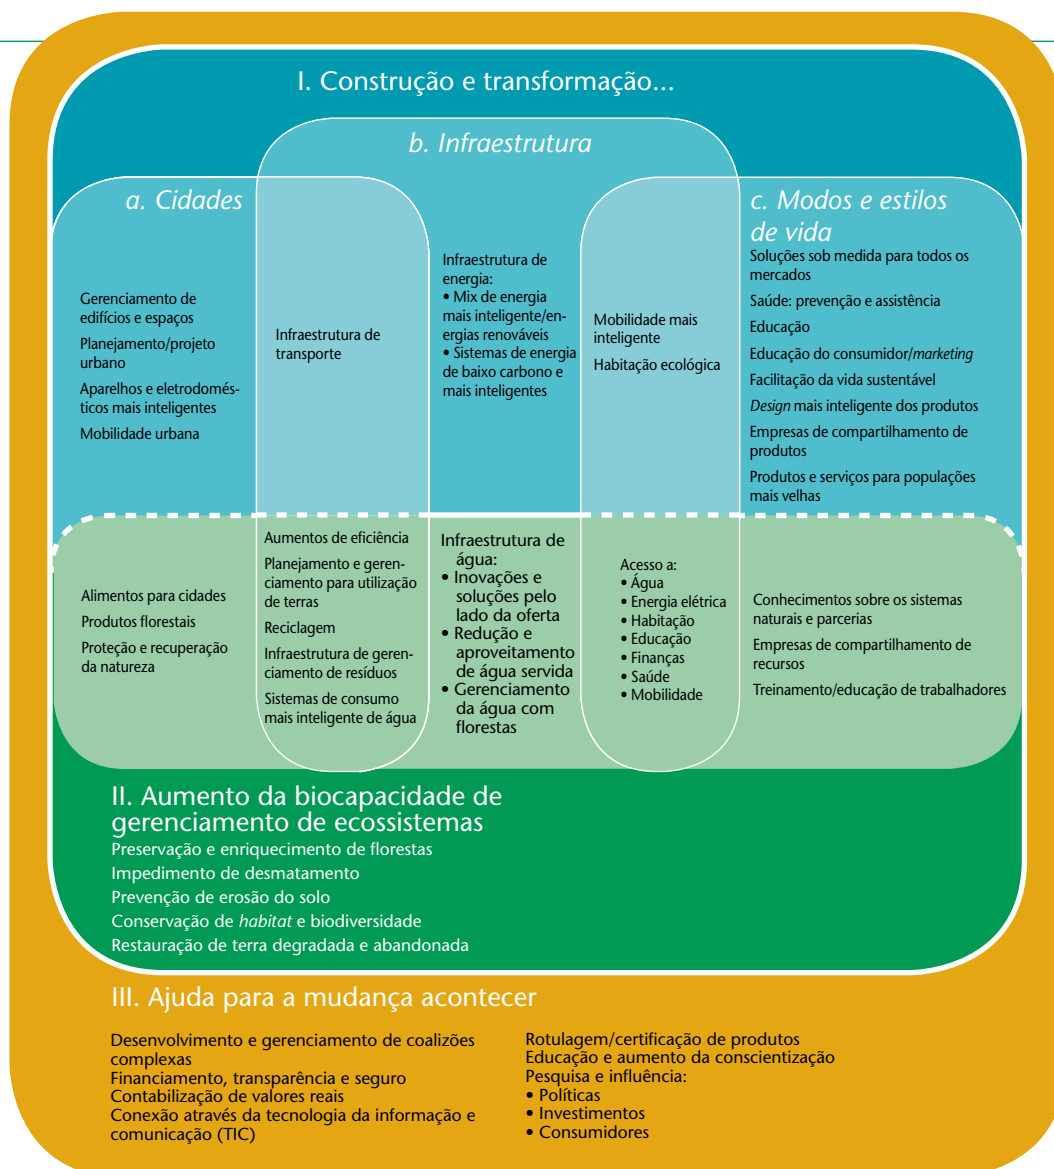 I. Construção e transformação...
b. Infraestrutura
a. Cidades
c. Modos e estilos
de vida
Gerenciamento de
edifícios e espaços
Planejamento/projeto
urbano
Aparelhos e eletrodomés-
ticos mais inteligentes
Mobilidade urbana
Infraestrutura de
transporte
Infraestrutura de
energia:
• Mix de energia
mais inteligente/en-
ergias renováveis
• Sistemas de energia
de baixo carbono e
mais inteligentes
Mobilidade mais
inteligente
Habitação ecológica
Soluções sob medida para todos os
mercados
Saúde: prevenção e assistência
Educação
Educação do consumidor/marketing
Facilitação da vida sustentável
Design mais inteligente dos produtos
Empresas de compartilhamento de
produtos
Produtos e serviços para populações
mais velhas
Alimentos para cidades
Produtos florestais
Proteção e recuperação
da natureza
Aumentos de eficiência
Planejamento e geren-
ciamento para utilização
de terras
Reciclagem
Infraestrutura de geren-
ciamento de resíduos
Sistemas de consumo
mais inteligente de água
Infraestrutura de
água:
• Inovações e
soluções pelo
lado da oferta
• Redução e
aproveitamento
de água servida
• Gerenciamento
da água com
florestas
Acesso a:
• Água
• Energia elétrica
• Habitação
• Educação
• Finanças
• Saúde
• Mobilidade
Conhecimentos sobre os sistemas
naturais e parcerias
Empresas de compartilhamento de
recursos
Treinamento/educação de trabalhadores
II. Aumento da biocapacidade de
gerenciamento de ecossistemas
Preservação e enriquecimento de florestas
Impedimento de desmatamento
Prevenção de erosão do solo
Conservação de habitat e biodiversidade
Restauração de terra degradada e abandonada
III. Ajuda para a mudança acontecer
Desenvolvimento e gerenciamento de coalizões
complexas
Financiamento, transparência e seguro
Contabilização de valores reais
Conexão através da tecnologia da informação e
comunicação (TIC)
Rotulagem/certificação de produtos
Educação e aumento da conscientização
Pesquisa e influência:
• Políticas
• Investimentos
• Consumidores